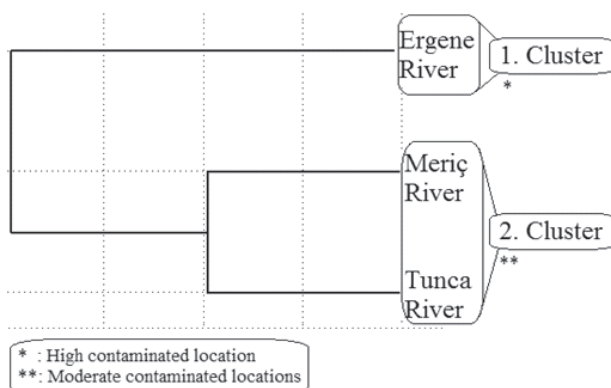 Ergene
River
1. Cluster
*
Meriç
River
2. Cluster
**
Tunca
River
* : High contaminated location
**: Moderate contaminated locations